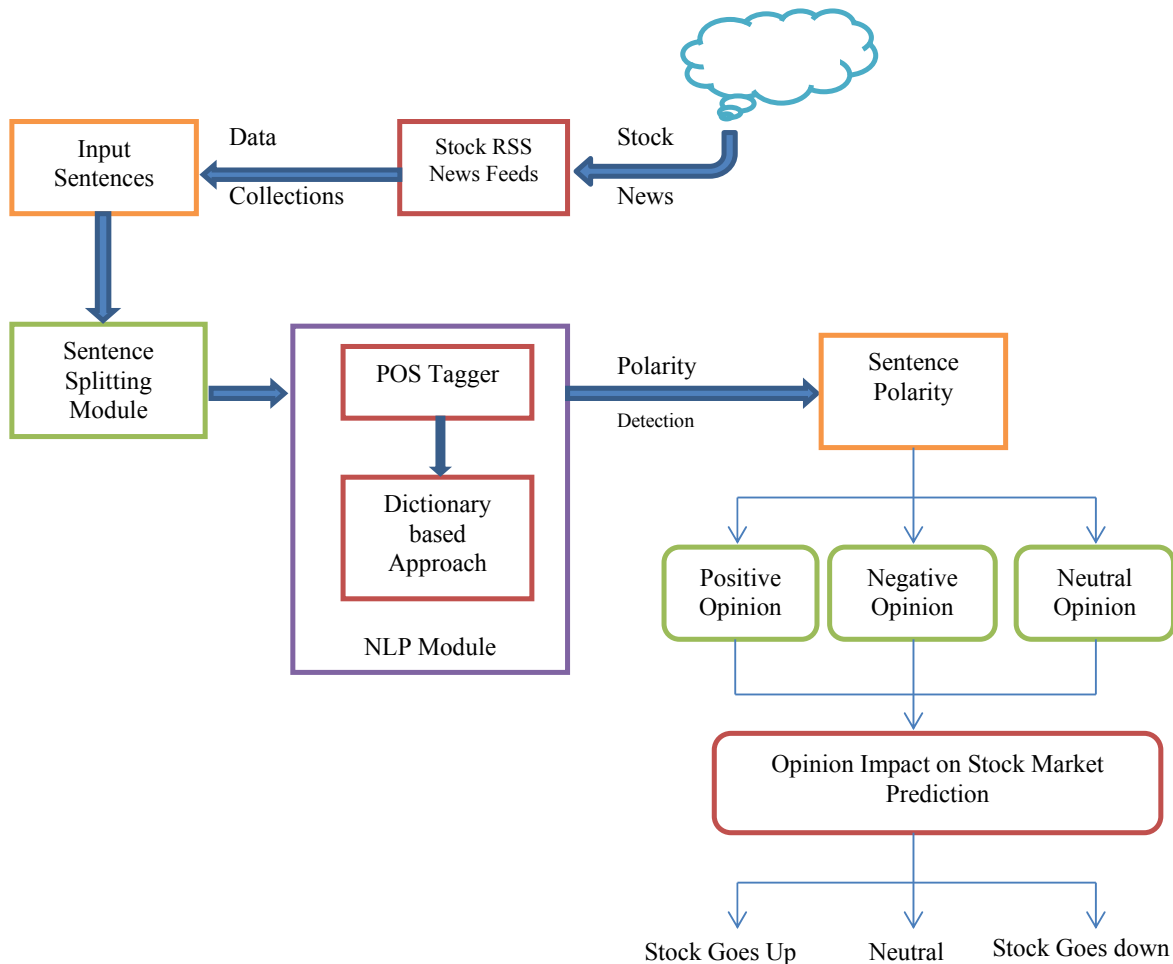 Data
Collections
Stock
News
Input
Sentences
Stock RSS
News Feeds
Sentence
Splitting
Module
POS Tagger
Dictionary
based
Approach
NLP Module
Polarity
Detection
Sentence
Polarity
Positive
Opinion
Negative
Opinion
Neutral
Opinion
Opinion Impact on Stock Market
Prediction
Stock Goes Up
Neutral
Stock Goes down